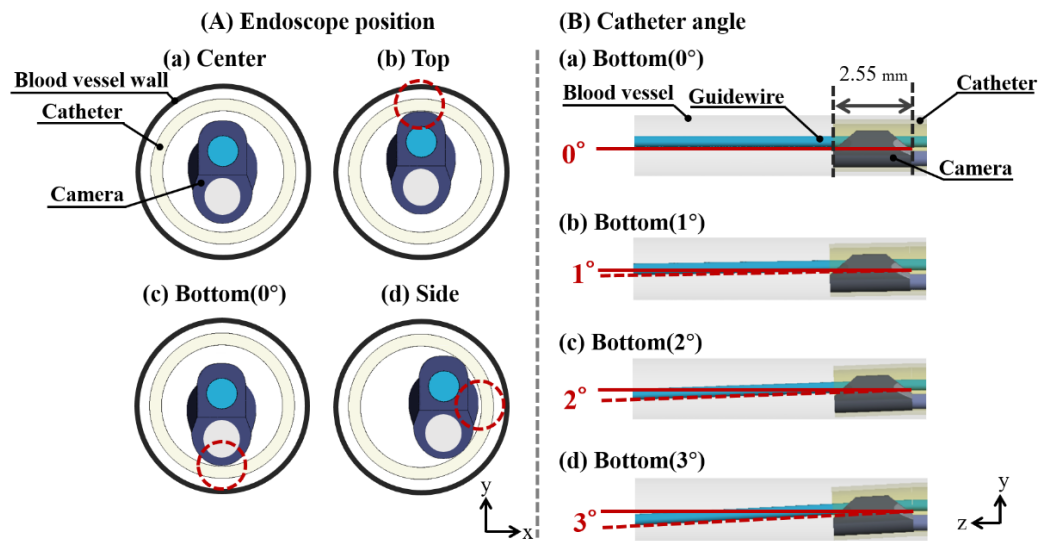 (A) Endoscope position
(a) Center
(b) Top
Blood vessel wall
Catheter
Camera
(c) Bottom(0°)
(d) Side
y
x
(B) Catheter angle
(a) Bottom(0°)
2.55 mm
Catheter
Blood vessel
Guidewire
0°
Camera
(b) Bottom(1°)
1°
(c) Bottom(2°)
2°
(d) Bottom(3°)
3°
y
z